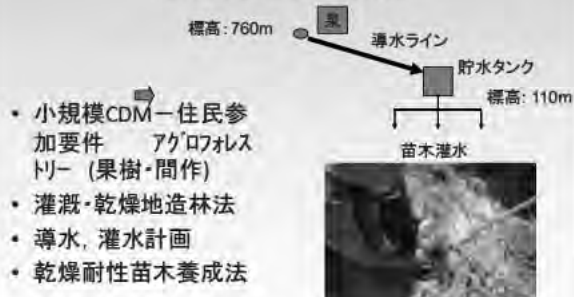 標高：760m
泉
導水ライン
貯水タンク
標高：110m
苗木灌水
• 小規模CDM－住民参
加要件 アグロフォレス
トリー (果樹・間作)
• 灌漑・乾燥地造林法
• 導水，灌水計画
• 乾燥耐性苗木養成法